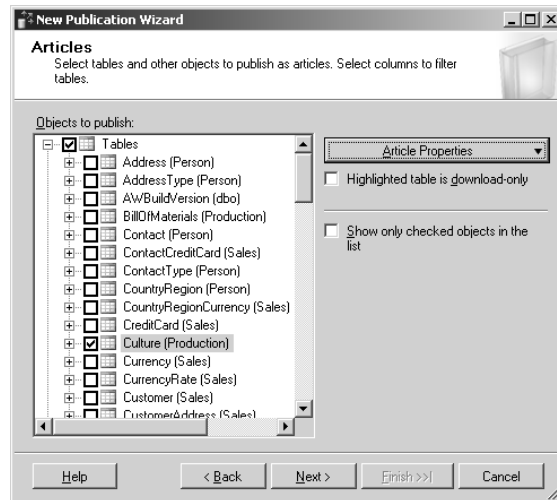 New Publication Wizard
Articles
Select tables and other objects to publish as articles. Select columns to filter
tables.
Objects to publish:
Tables
Address (Person)
AddressType (Person)
AWBuildVersion (dbo)
BillOfMaterials (Production)
Contact (Person)
ContactCreditCard (Sales)
ContactType (Person)
CountryRegion (Person)
CountryRegionCurrency (Sales)
CreditCard (Sales)
Culture (Production)
Currency (Sales)
CurrencyRate (Sales)
Customer (Sales)
CustomerAddress (Sales)
Article Properties
Highlighted table is download-only
Show only checked objects in the
list
Help
< Back
Next >
Finish >>|
Cancel